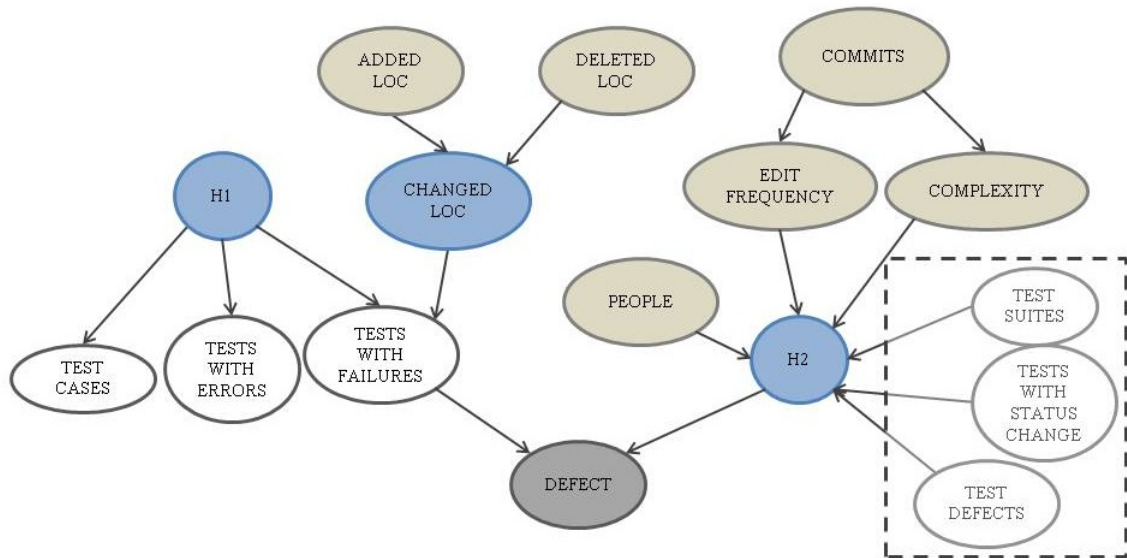 ADDED
LOC
DELETED
LOC
COMMITS
H1
CHANGED
LOC
EDIT
FREQUENCY
COMPLEXITY
PEOPLE
TEST
SUITES
TEST
CASES
TESTS
WITH
ERRORS
TESTS
WITH
FAILURES
H2
TESTS
WITH
STATUS
CHANGE
DEFECT
TEST
DEFECTS